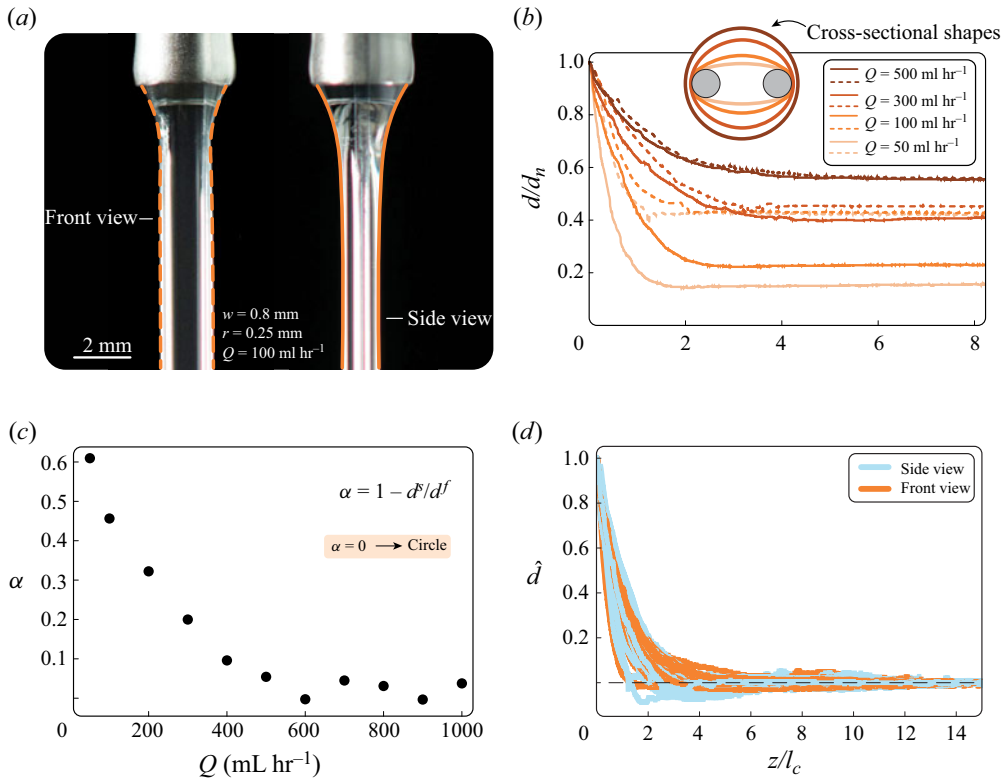 (a)
Front view
Side view
w = 0.8 mm
r = 0.25 mm
Q = 100 ml hr⁻¹
2 mm
(b)
Cross-sectional shapes
Q = 500 ml hr⁻¹
Q = 300 ml hr⁻¹
Q = 100 ml hr⁻¹
Q = 50 ml hr⁻¹
d/dₙ
1.0
0.8
0.6
0.4
0.2
0 2 4 6 8
(c)
α = 1 – dˢ/dᶠ
α = 0 → Circle
α
0.6
0.5
0.4
0.3
0.2
0.1
0 200 400 600 800 1000
Q (mL hr⁻¹)
(d)
Side view
Front view
d̂
1.0
0.8
0.6
0.4
0.2
0 2 4 6 8 10 12 14
z/l_c